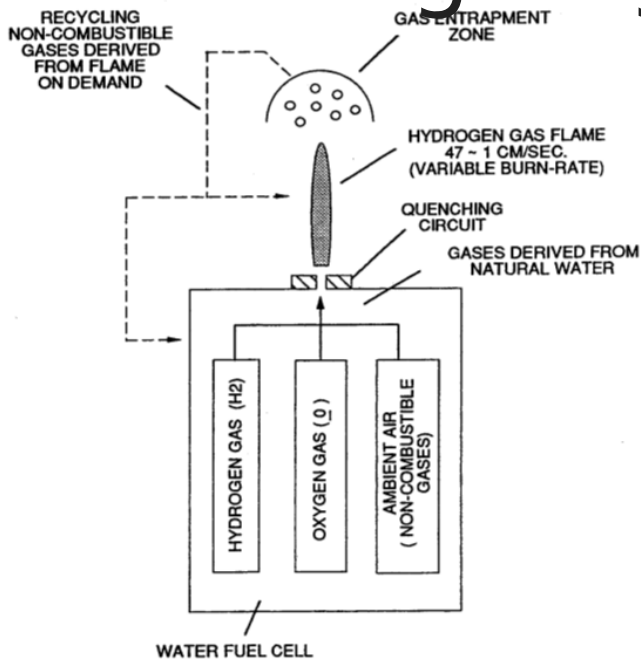 RECYCLING
NON-COMBUSTIBLE
GASES DERIVED
FROM FLAME
ON DEMAND
GAS ENTRAPMENT
ZONE
HYDROGEN GAS FLAME
47 ~ 1 CM/SEC.
(VARIABLE BURN-RATE)
QUENCHING
CIRCUIT
GASES DERIVED FROM
NATURAL WATER
HYDROGEN GAS (H2)
OXYGEN GAS (O)
AMBIENT AIR
( NON-COMBUSTIBLE
GASES)
WATER FUEL CELL